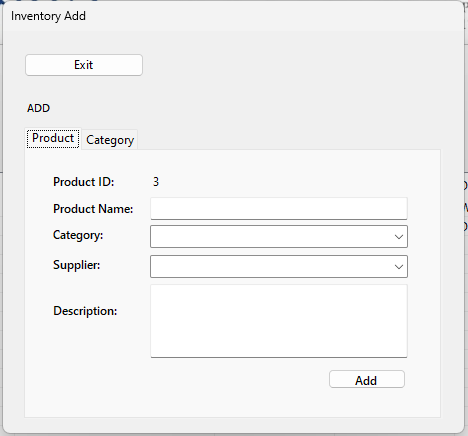 Inventory Add
Exit
ADD
Product Category
Product ID: 3
Product Name:
Category:
Supplier:
Description:
Add